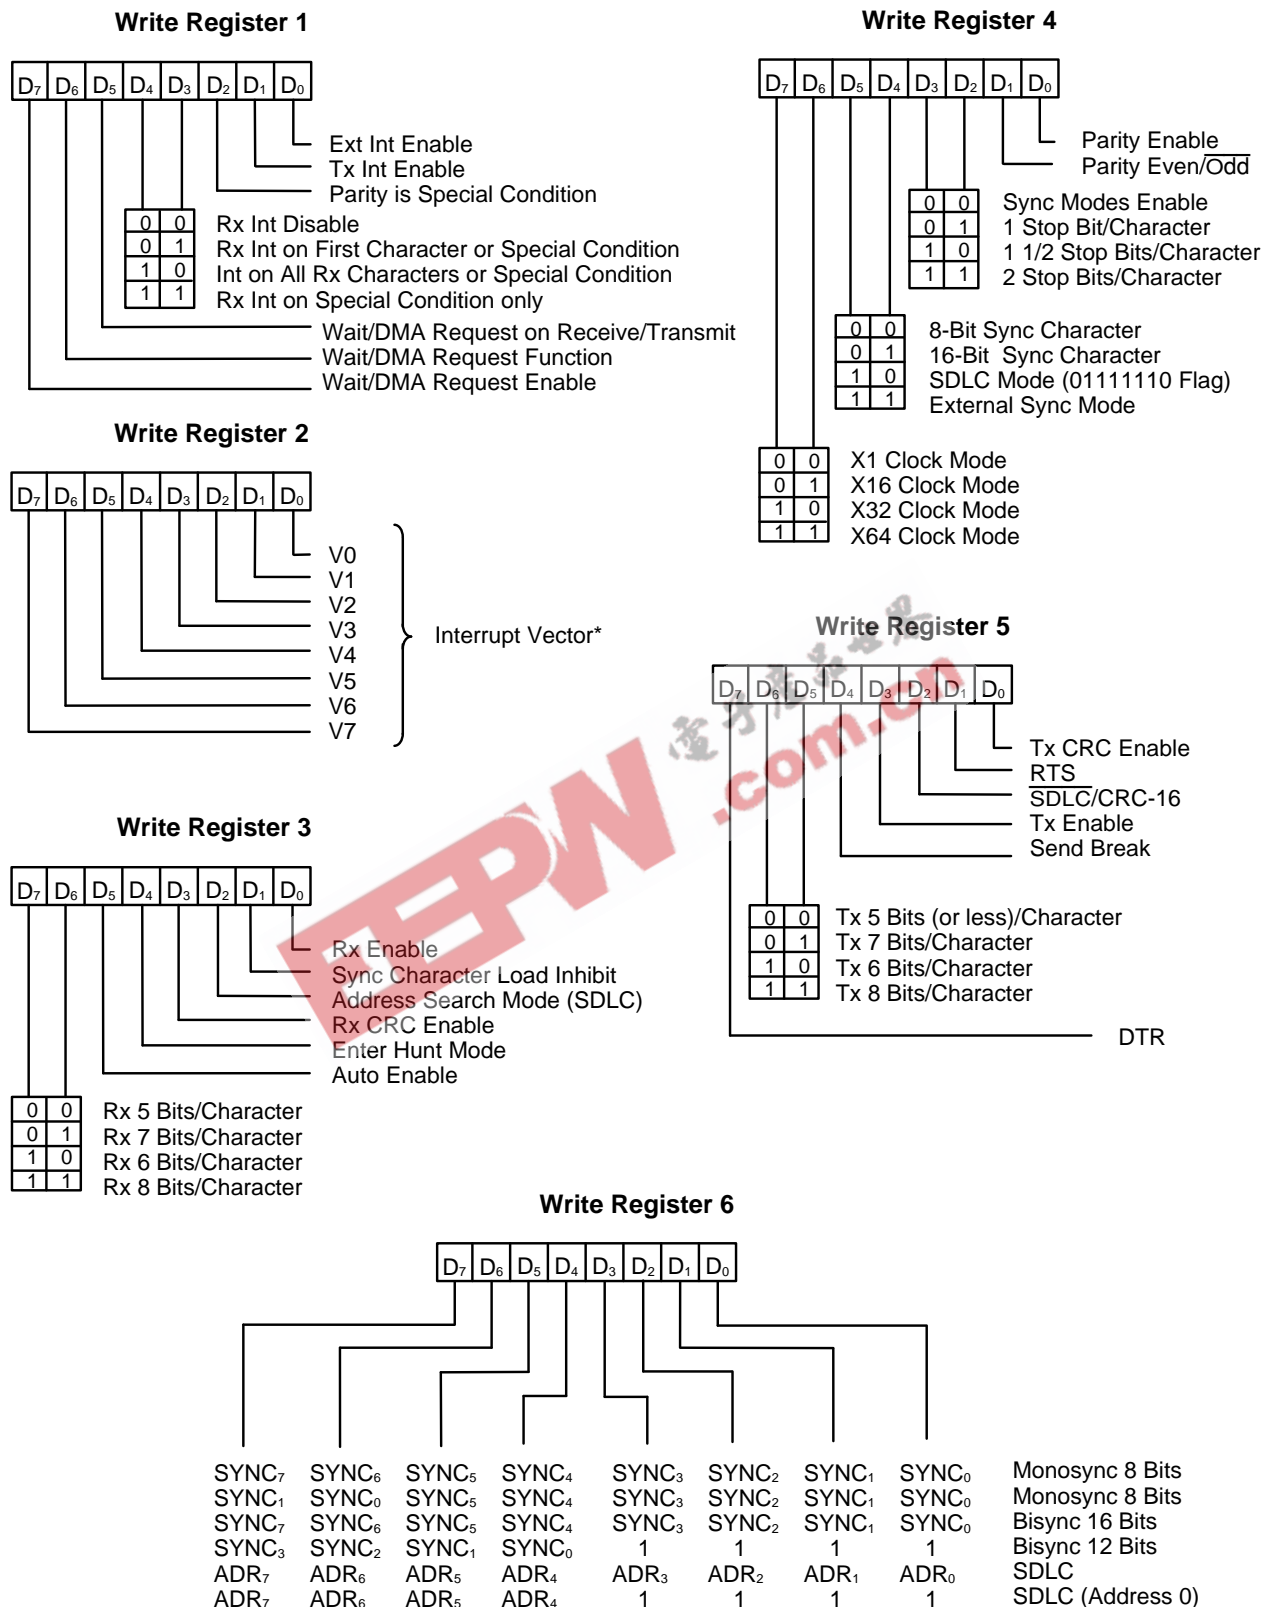 Write Register 1
D7 D6 D5 D4 D3 D2 D1 D0
Ext Int Enable
Tx Int Enable
Parity is Special Condition
0 0 Rx Int Disable
0 1 Rx Int on First Character or Special Condition
1 0 Int on All Rx Characters or Special Condition
1 1 Rx Int on Special Condition only
Wait/DMA Request on Receive/Transmit
Wait/DMA Request Function
Wait/DMA Request Enable
Write Register 2
D7 D6 D5 D4 D3 D2 D1 D0
V0
V1
V2
V3
V4
V5
V6
V7
Interrupt Vector*
Write Register 3
D7 D6 D5 D4 D3 D2 D1 D0
Rx Enable
Sync Character Load Inhibit
Address Search Mode (SDLC)
Rx CRC Enable
Enter Hunt Mode
Auto Enable
0 0 Rx 5 Bits/Character
0 1 Rx 7 Bits/Character
1 0 Rx 6 Bits/Character
1 1 Rx 8 Bits/Character
Write Register 4
D7 D6 D5 D4 D3 D2 D1 D0
Parity Enable
Parity Even/Odd
0 0 Sync Modes Enable
0 1 1 Stop Bit/Character
1 0 1 1/2 Stop Bits/Character
1 1 2 Stop Bits/Character
0 0 8-Bit Sync Character
0 1 16-Bit Sync Character
1 0 SDLC Mode (01111110 Flag)
1 1 External Sync Mode
0 0 X1 Clock Mode
0 1 X16 Clock Mode
1 0 X32 Clock Mode
1 1 X64 Clock Mode
Write Register 5
D7 D6 D5 D4 D3 D2 D1 D0
Tx CRC Enable
RTS
SDLC/CRC-16
Tx Enable
Send Break
0 0 Tx 5 Bits (or less)/Character
0 1 Tx 7 Bits/Character
1 0 Tx 6 Bits/Character
1 1 Tx 8 Bits/Character
DTR
EEPW.com.cn
電子產品世界
Write Register 6
D7 D6 D5 D4 D3 D2 D1 D0
SYNC7 SYNC6 SYNC5 SYNC4 SYNC3 SYNC2 SYNC1 SYNC0 Monosync 8 Bits
SYNC1 SYNC0 SYNC5 SYNC4 SYNC3 SYNC2 SYNC1 SYNC0 Monosync 8 Bits
SYNC7 SYNC6 SYNC5 SYNC4 SYNC3 SYNC2 SYNC1 SYNC0 Bisync 16 Bits
SYNC3 SYNC2 SYNC1 SYNC0 1 1 1 1 Bisync 12 Bits
ADR7 ADR6 ADR5 ADR4 ADR3 ADR2 ADR1 ADR0 SDLC
ADR7 ADR6 ADR5 ADR4 1 1 1 1 SDLC (Address 0)